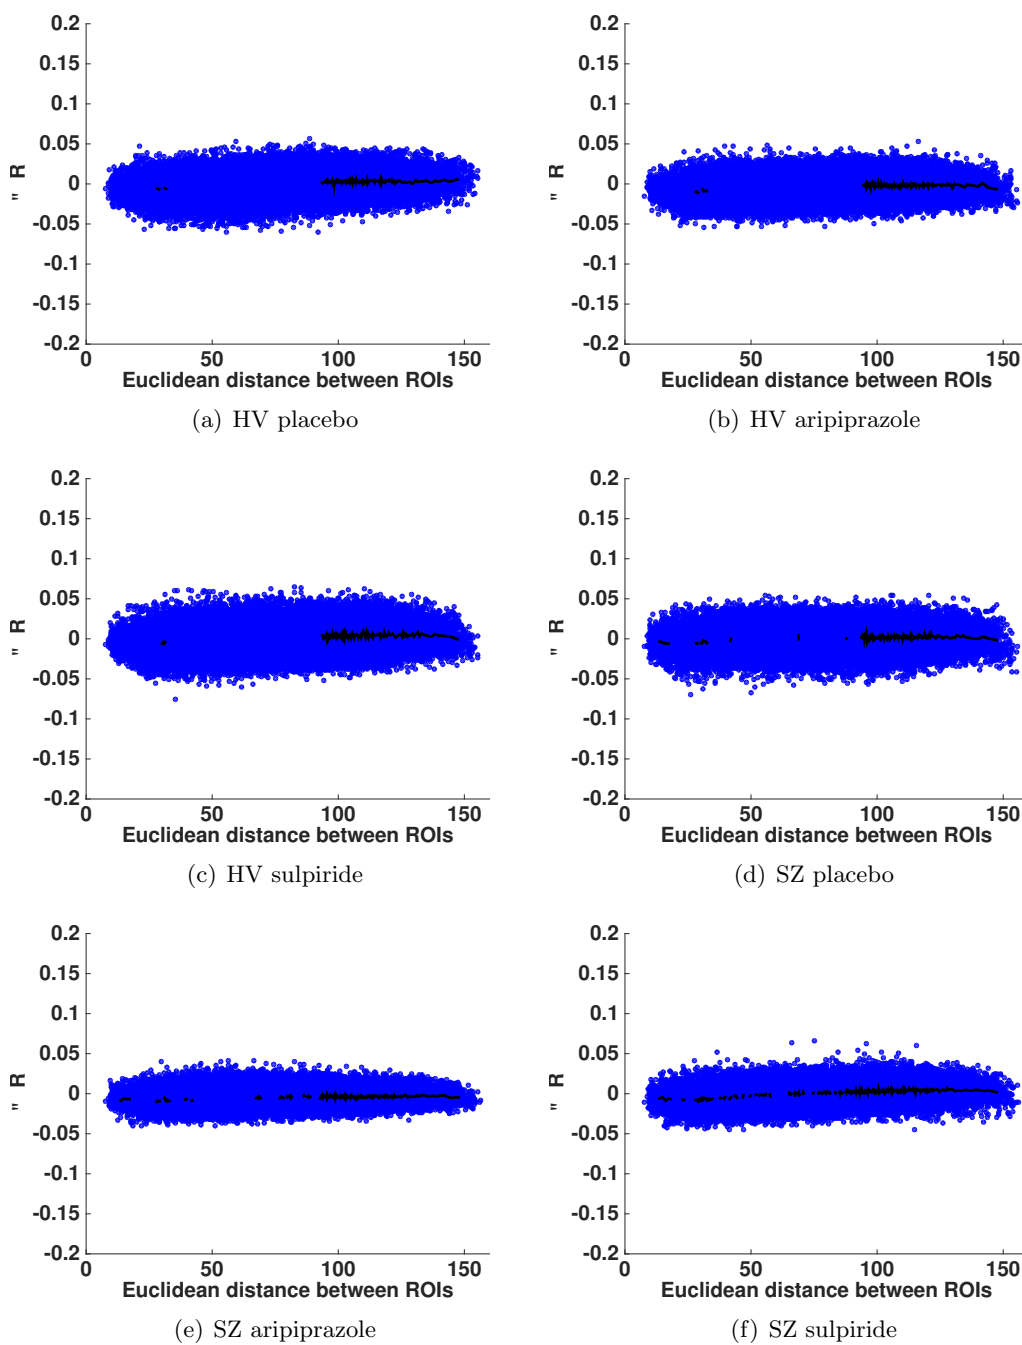 0.2 0.2
0.15 0.15
0.1 0.1
0.05 0.05
" R 0 " R 0
-0.05 -0.05
-0.1 -0.1
-0.15 -0.15
-0.2 -0.2
0 50 100 150 0 50 100 150
Euclidean distance between ROIs Euclidean distance between ROIs
(a) HV placebo (b) HV aripiprazole
0.2 0.2
0.15 0.15
0.1 0.1
0.05 0.05
" R 0 " R 0
-0.05 -0.05
-0.1 -0.1
-0.15 -0.15
-0.2 -0.2
0 50 100 150 0 50 100 150
Euclidean distance between ROIs Euclidean distance between ROIs
(c) HV sulpiride (d) SZ placebo
0.2 0.2
0.15 0.15
0.1 0.1
0.05 0.05
" R 0 " R 0
-0.05 -0.05
-0.1 -0.1
-0.15 -0.15
-0.2 -0.2
0 50 100 150 0 50 100 150
Euclidean distance between ROIs Euclidean distance between ROIs
(e) SZ aripiprazole (f) SZ sulpiride